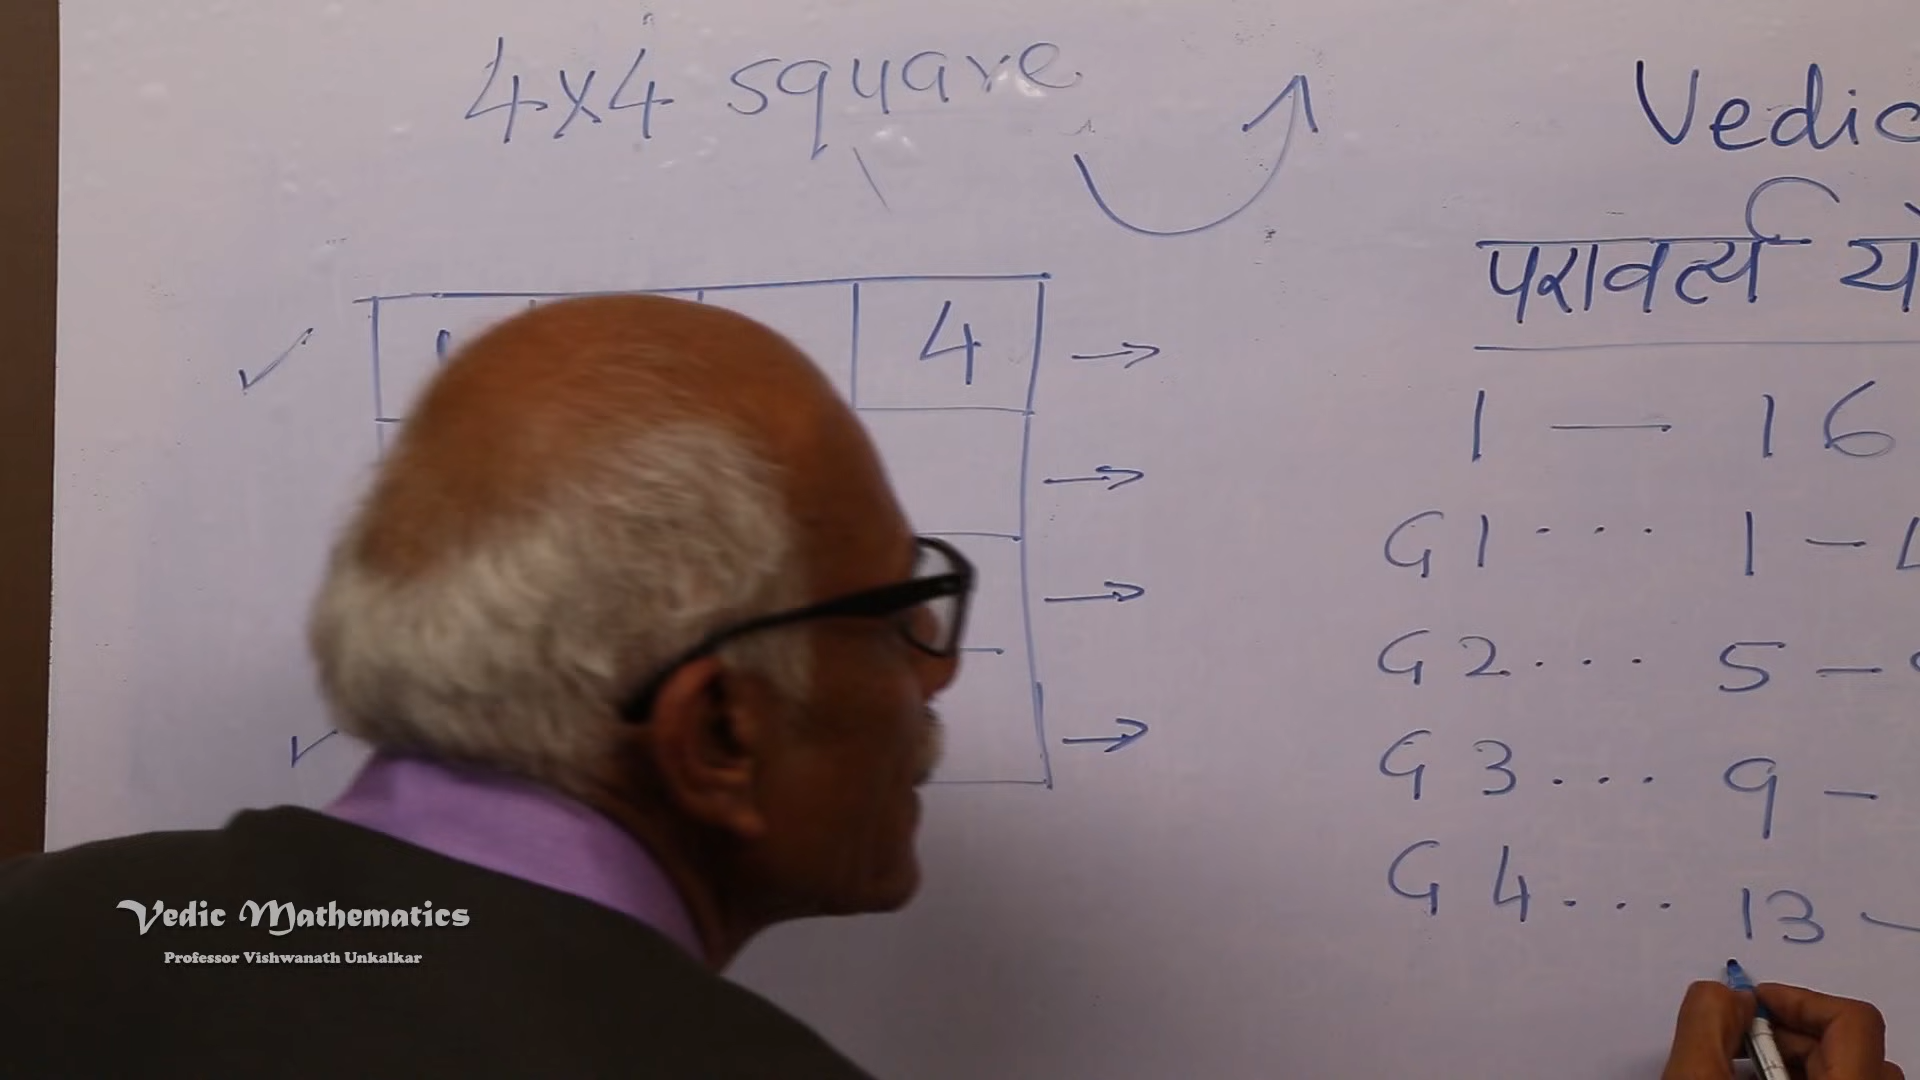 4x4 square
Vedic
परावर्त्य
4
1 — 16
G1 ... 1 –
G2 ... 5 –
G3 ... 9 –
G4 .... 13 –
Vedic Mathematics
Professor Vishwanath Unkalkar